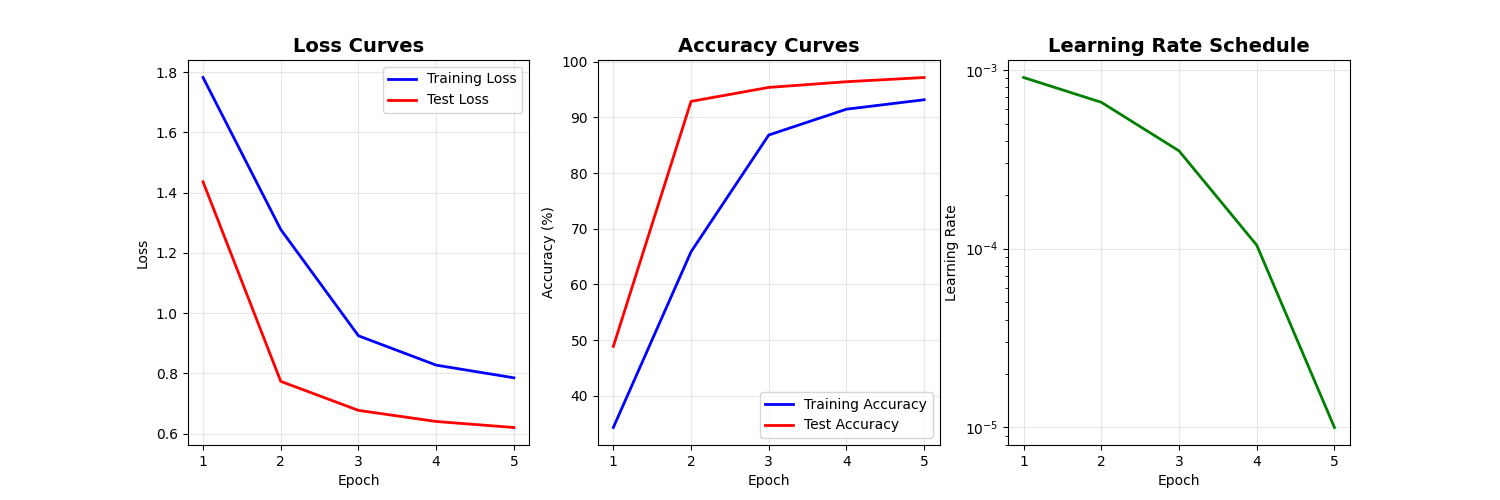 Loss Curves
1.8
1.6
1.4
1.2
1.0
0.8
0.6
Loss
Training Loss
Test Loss
1 2 3 4 5
Epoch
Accuracy Curves
100
90
80
70
60
50
40
Accuracy (%)
Training Accuracy
Test Accuracy
1 2 3 4 5
Epoch
Learning Rate Schedule
10⁻³
10⁻⁴
10⁻⁵
Learning Rate
1 2 3 4 5
Epoch